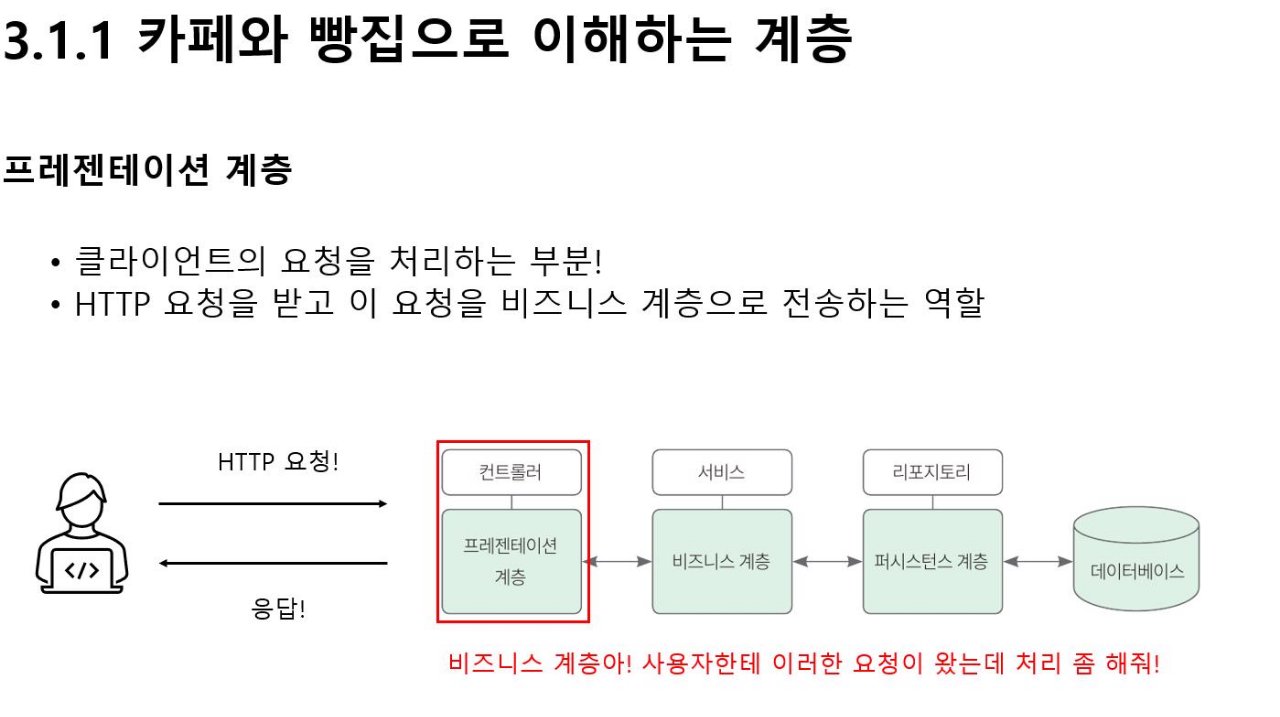 3.1.1 카페와 빵집으로 이해하는 계층
프레젠테이션 계층
• 클라이언트의 요청을 처리하는 부분!
• HTTP 요청을 받고 이 요청을 비즈니스 계층으로 전송하는 역할
HTTP 요청!
</>
응답!
컨트롤러
프레젠테이션
계층
서비스
비즈니스 계층
리포지토리
퍼시스턴스 계층
데이터베이스
비즈니스 계층아! 사용자한테 이러한 요청이 왔는데 처리 좀 해줘!